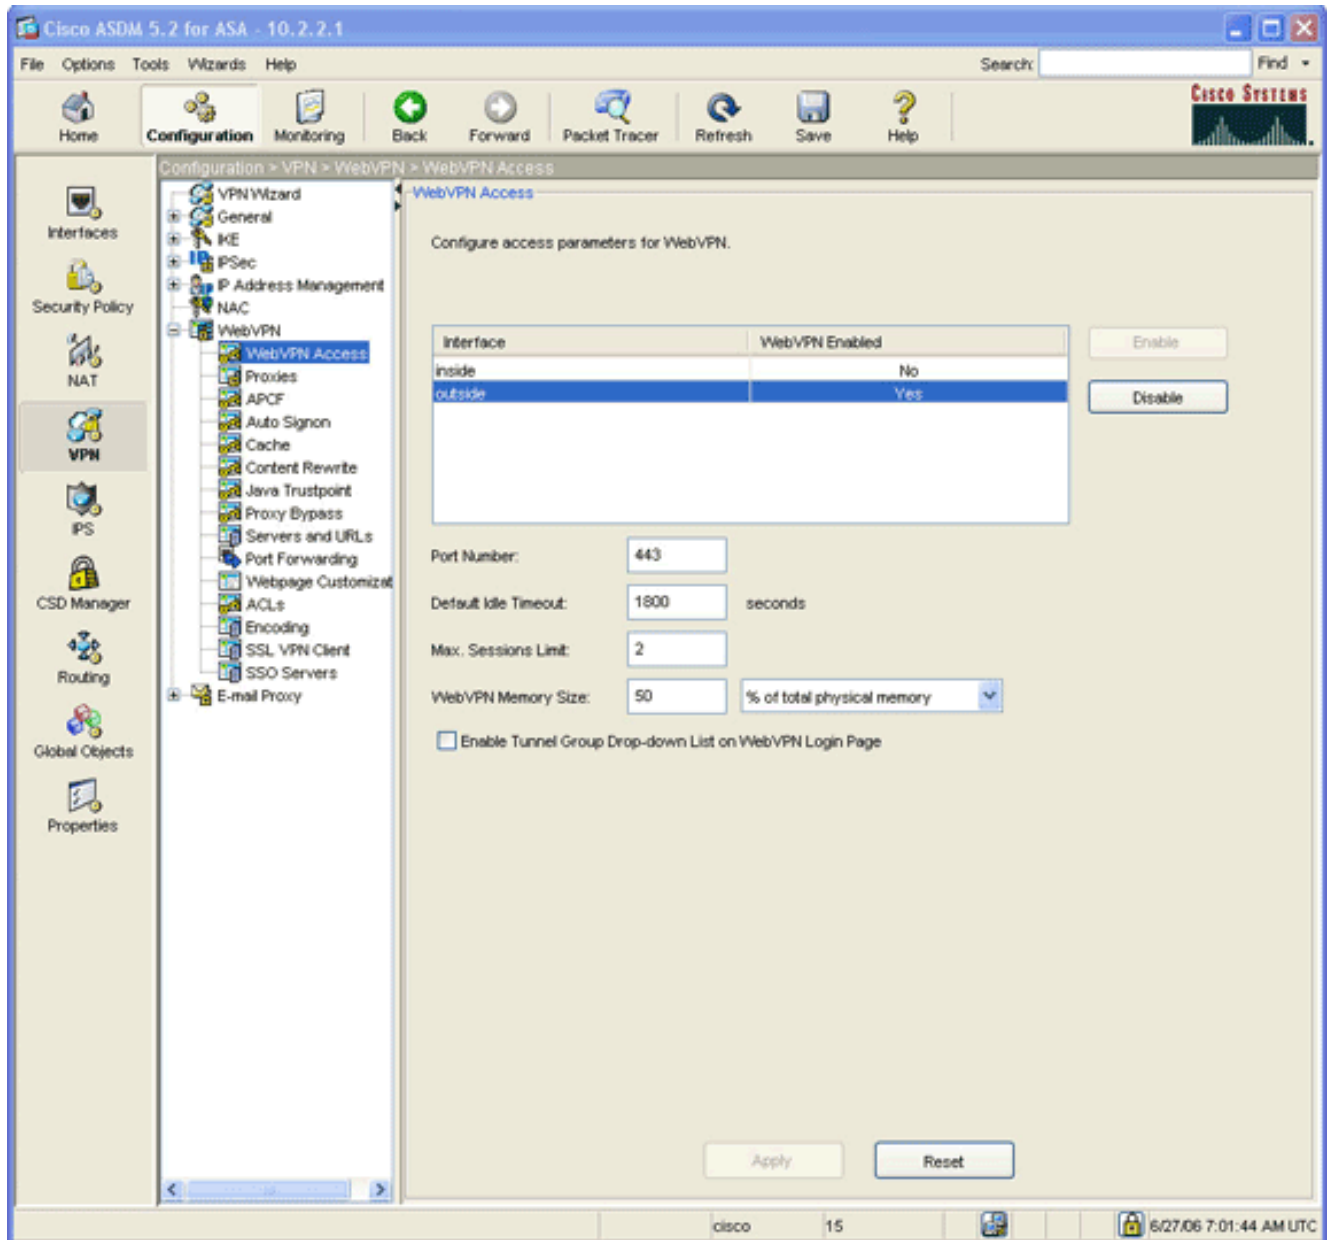 Cisco ASDM 5.2 for ASA - 10.2.2.1
File Options Tools Wizards Help Search: Find
Home Configuration Monitoring Back Forward Packet Tracer Refresh Save Help
CISCO SYSTEMS
Configuration > VPN > WebVPN > WebVPN Access
Interfaces
Security Policy
NAT
VPN
IPS
CSD Manager
Routing
Global Objects
Properties
VPN Wizard
General
IKE
IPSec
IP Address Management
NAC
WebVPN
WebVPN Access
Proxies
APCF
Auto Signon
Cache
Content Rewrite
Java Trustpoint
Proxy Bypass
Servers and URLs
Port Forwarding
Webpage Customizat
ACLs
Encoding
SSL VPN Client
SSO Servers
E-mail Proxy
WebVPN Access
Configure access parameters for WebVPN.
Interface WebVPN Enabled
inside No
outside Yes
Enable
Disable
Port Number: 443
Default Idle Timeout: 1800 seconds
Max. Sessions Limit: 2
WebVPN Memory Size: 50 % of total physical memory
Enable Tunnel Group Drop-down List on WebVPN Login Page
Apply Reset
cisco 15 6/27/06 7:01:44 AM UTC